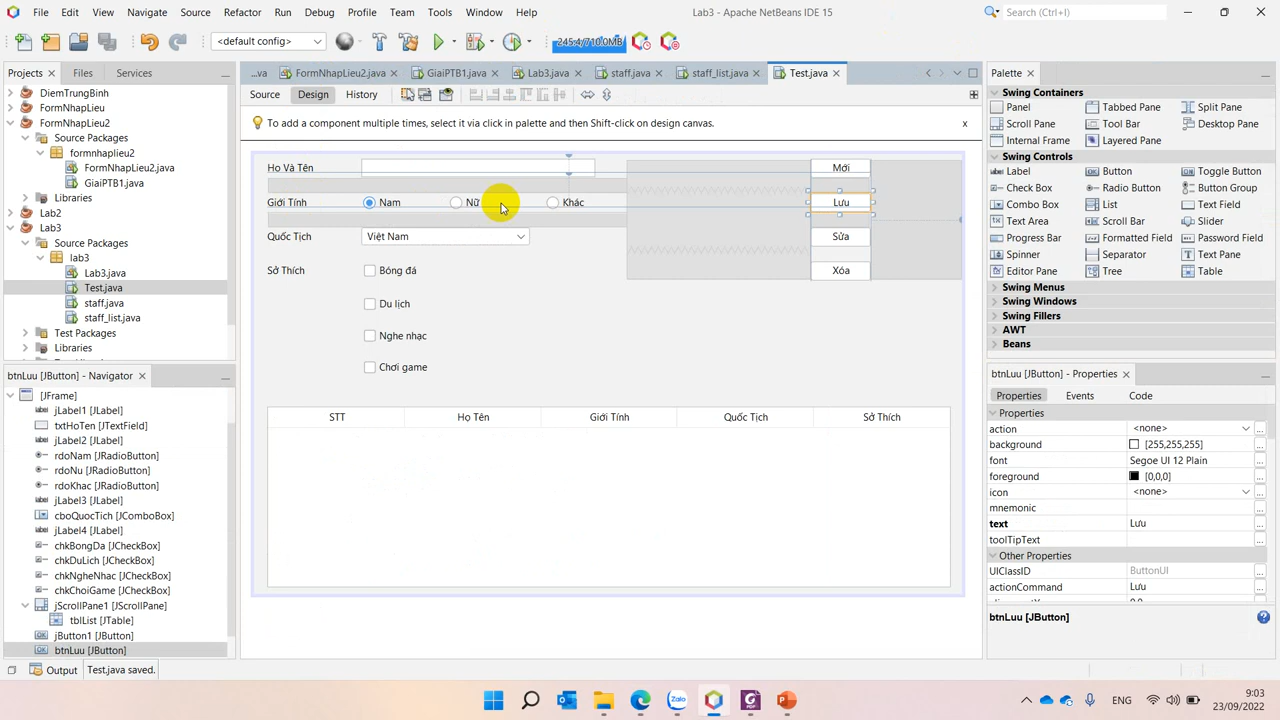 File Edit View Navigate Source Refactor Run Debug Profile Team Tools Window Help
Lab3 - Apache NetBeans IDE 15
Search (Ctrl+I)
<default config>
245.4/710.0MB
Projects Files Services
...va FormNhapLieu2.java GiaiPTB1.java Lab3.java staff.java staff_list.java Test.java
Source Design History
To add a component multiple times, select it via click in palette and then Shift-click on design canvas. x
DiemTrungBinh
FormNhapLieu
FormNhapLieu2
Source Packages
formnhaplieu2
FormNhapLieu2.java
GiaiPTB1.java
Libraries
Lab2
Lab3
Source Packages
lab3
Lab3.java
Test.java
staff.java
staff_list.java
Test Packages
Libraries
btnLuu [JButton] - Navigator
[JFrame]
jLabel1 [JLabel]
txtHoTen [JTextField]
jLabel2 [JLabel]
rdoNam [JRadioButton]
rdoNu [JRadioButton]
rdoKhac [JRadioButton]
jLabel3 [JLabel]
cboQuocTich [JComboBox]
jLabel4 [JLabel]
chkBongDa [JCheckBox]
chkDuLich [JCheckBox]
chkNgheNhac [JCheckBox]
chkChoiGame [JCheckBox]
jScrollPane1 [JScrollPane]
tblList [JTable]
jButton1 [JButton]
btnLuu [JButton]
Họ Và Tên Mới
Giới Tính Nam Nữ Khác Lưu
Quốc Tịch Việt Nam Sửa
Sở Thích Bóng đá Xóa
Du lịch
Nghe nhạc
Chơi game
STT Họ Tên Giới Tính Quốc Tịch Sở Thích
Palette
Swing Containers
Panel Tabbed Pane Split Pane
Scroll Pane Tool Bar Desktop Pane
Internal Frame Layered Pane
Swing Controls
Label Button Toggle Button
Check Box Radio Button Button Group
Combo Box List Text Field
Text Area Scroll Bar Slider
Progress Bar Formatted Field Password Field
Spinner Separator Text Pane
Editor Pane Tree Table
Swing Menus
Swing Windows
Swing Fillers
AWT
Beans
btnLuu [JButton] - Properties
Properties Events Code
Properties
action <none> ...
background [255,255,255] ...
font Segoe UI 12 Plain ...
foreground [0,0,0] ...
icon <none> ...
mnemonic ...
text Lưu ...
toolTipText ...
Other Properties
UIClassID ButtonUI ...
actionCommand Lưu ...
btnLuu [JButton]
Output Test.java saved.
ENG
9:03
23/09/2022